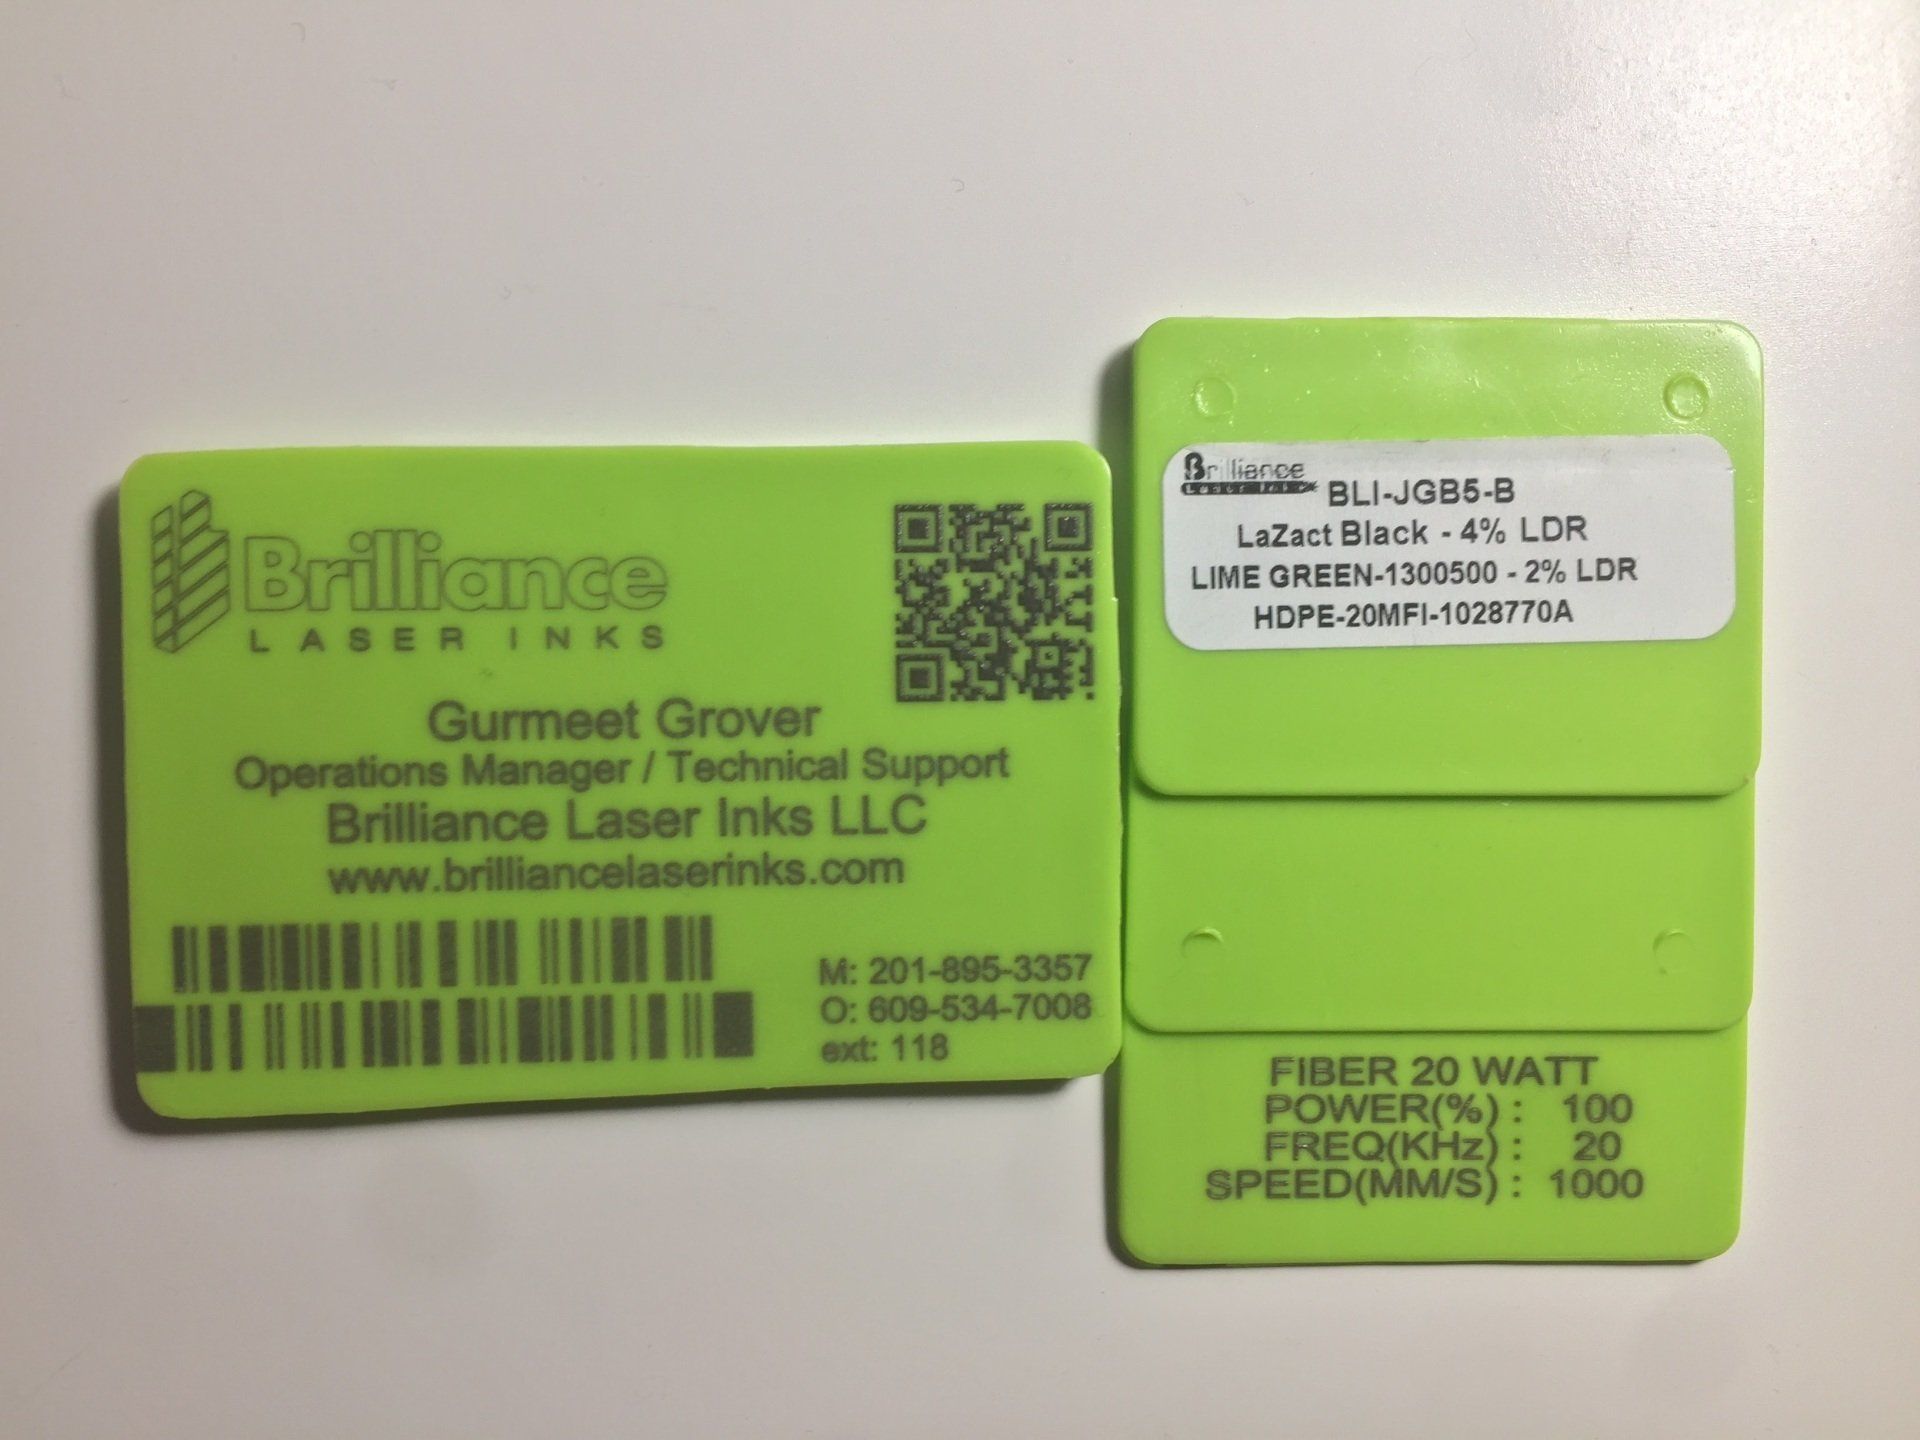 Brilliance
LASER INKS
Gurmeet Grover
Operations Manager / Technical Support
Brilliance Laser Inks LLC
www.brilliancelaserinks.com
M: 201-895-3357
O: 609-534-7008
ext: 118
Brilliance
Laser Inks
BLI-JGB5-B
LaZact Black - 4% LDR
LIME GREEN-1300500 - 2% LDR
HDPE-20MFI-1028770A
FIBER 20 WATT
POWER(%) : 100
FREQ(KHz) : 20
SPEED(MM/S) : 1000